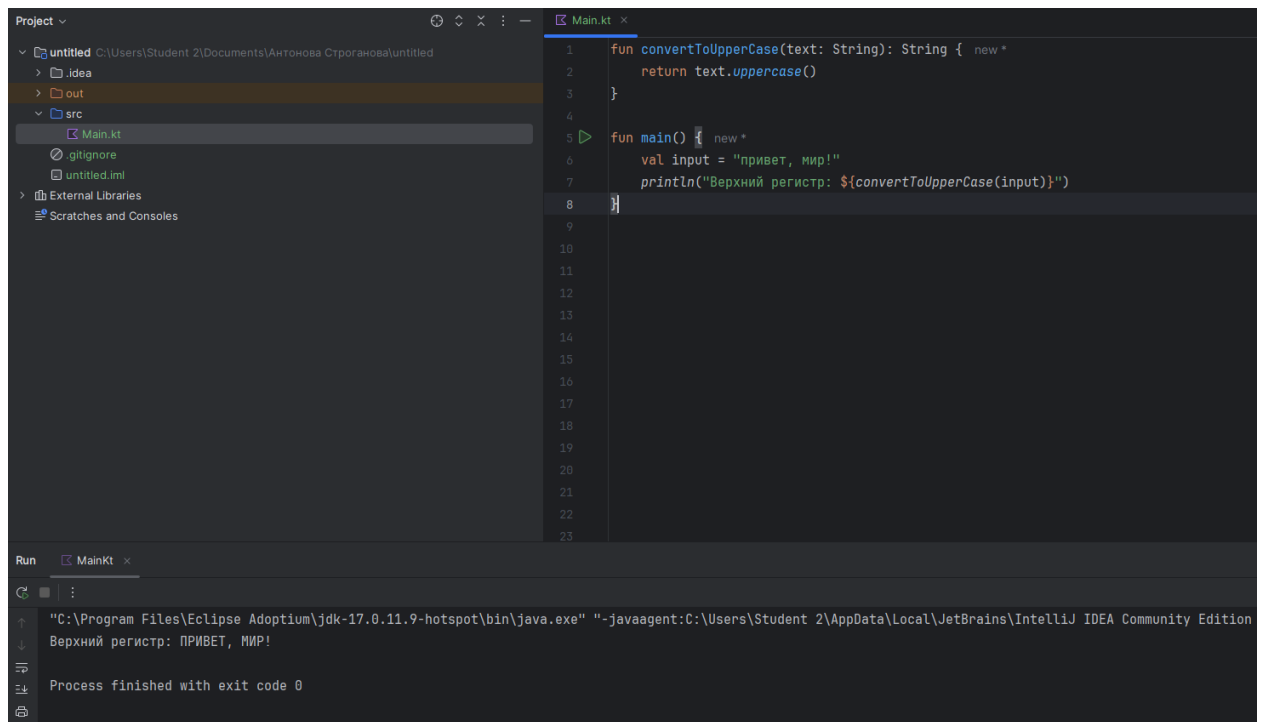 Project
untitled C:\Users\Student 2\Documents\Антонова Строганова\untitled
.idea
out
src
Main.kt
.gitignore
untitled.iml
External Libraries
Scratches and Consoles
Main.kt
1 fun convertToUpperCase(text: String): String { new *
2 return text.uppercase()
3 }
4
5 fun main() { new *
6 val input = "привет, мир!"
7 println("Верхний регистр: ${convertToUpperCase(input)}")
8 }
9
10
11
12
13
14
15
16
17
18
19
20
21
22
23
Run MainKt
"C:\Program Files\Eclipse Adoptium\jdk-17.0.11.9-hotspot\bin\java.exe" "-javaagent:C:\Users\Student 2\AppData\Local\JetBrains\IntelliJ IDEA Community Edition
Верхний регистр: ПРИВЕТ, МИР!
Process finished with exit code 0